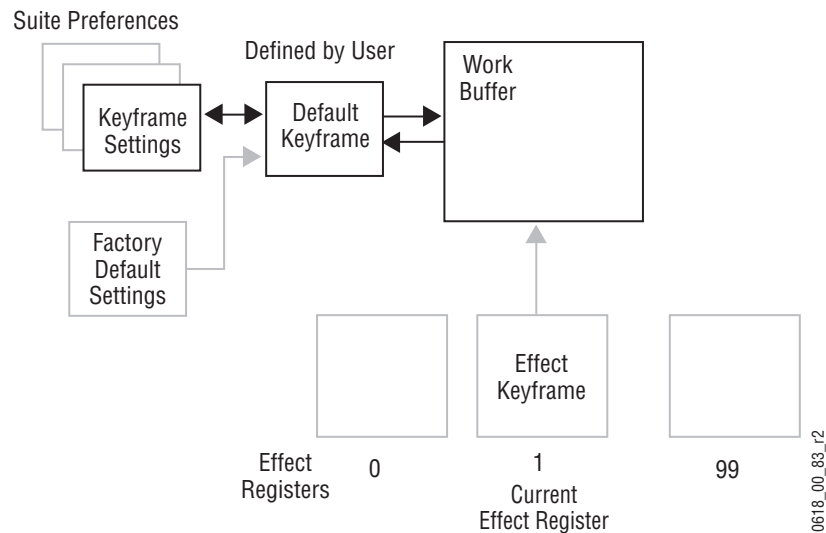 Suite Preferences
Defined by User
Work
Buffer
Keyframe
Settings
Default
Keyframe
Factory
Default
Settings
Effect
Keyframe
Effect
Registers
0
1
99
Current
Effect Register
0618_00_83_r2